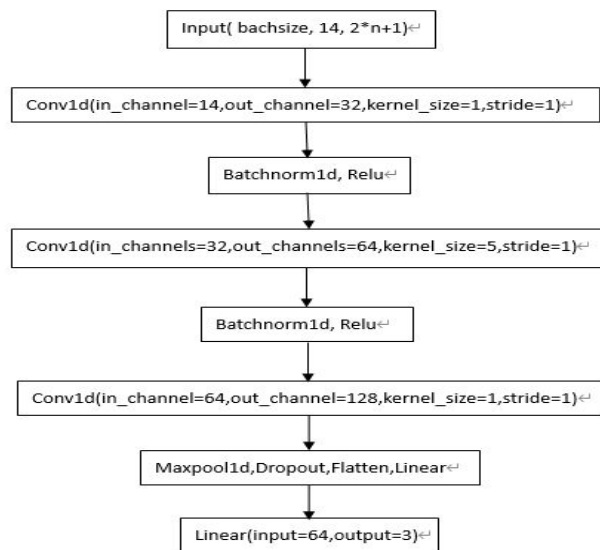 Input( bachsize, 14, 2*n+1)
Conv1d(in_channel=14,out_channel=32,kernel_size=1,stride=1)↵
Batchnorm1d, Relu↵
Conv1d(in_channels=32,out_channels=64,kernel_size=5,stride=1)↵
Batchnorm1d, Relu↵
Conv1d(in_channel=64,out_channel=128,kernel_size=1,stride=1)↵
Maxpool1d,Dropout,Flatten,Linear↵
Linear(input=64,output=3)↵